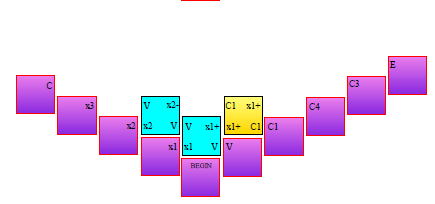 E
C
C3
x3
V x2-
C1 x1+
C4
x2
x2 V
V x1+
x1+ C1
C1
x1
x1 V
V
BEGIN